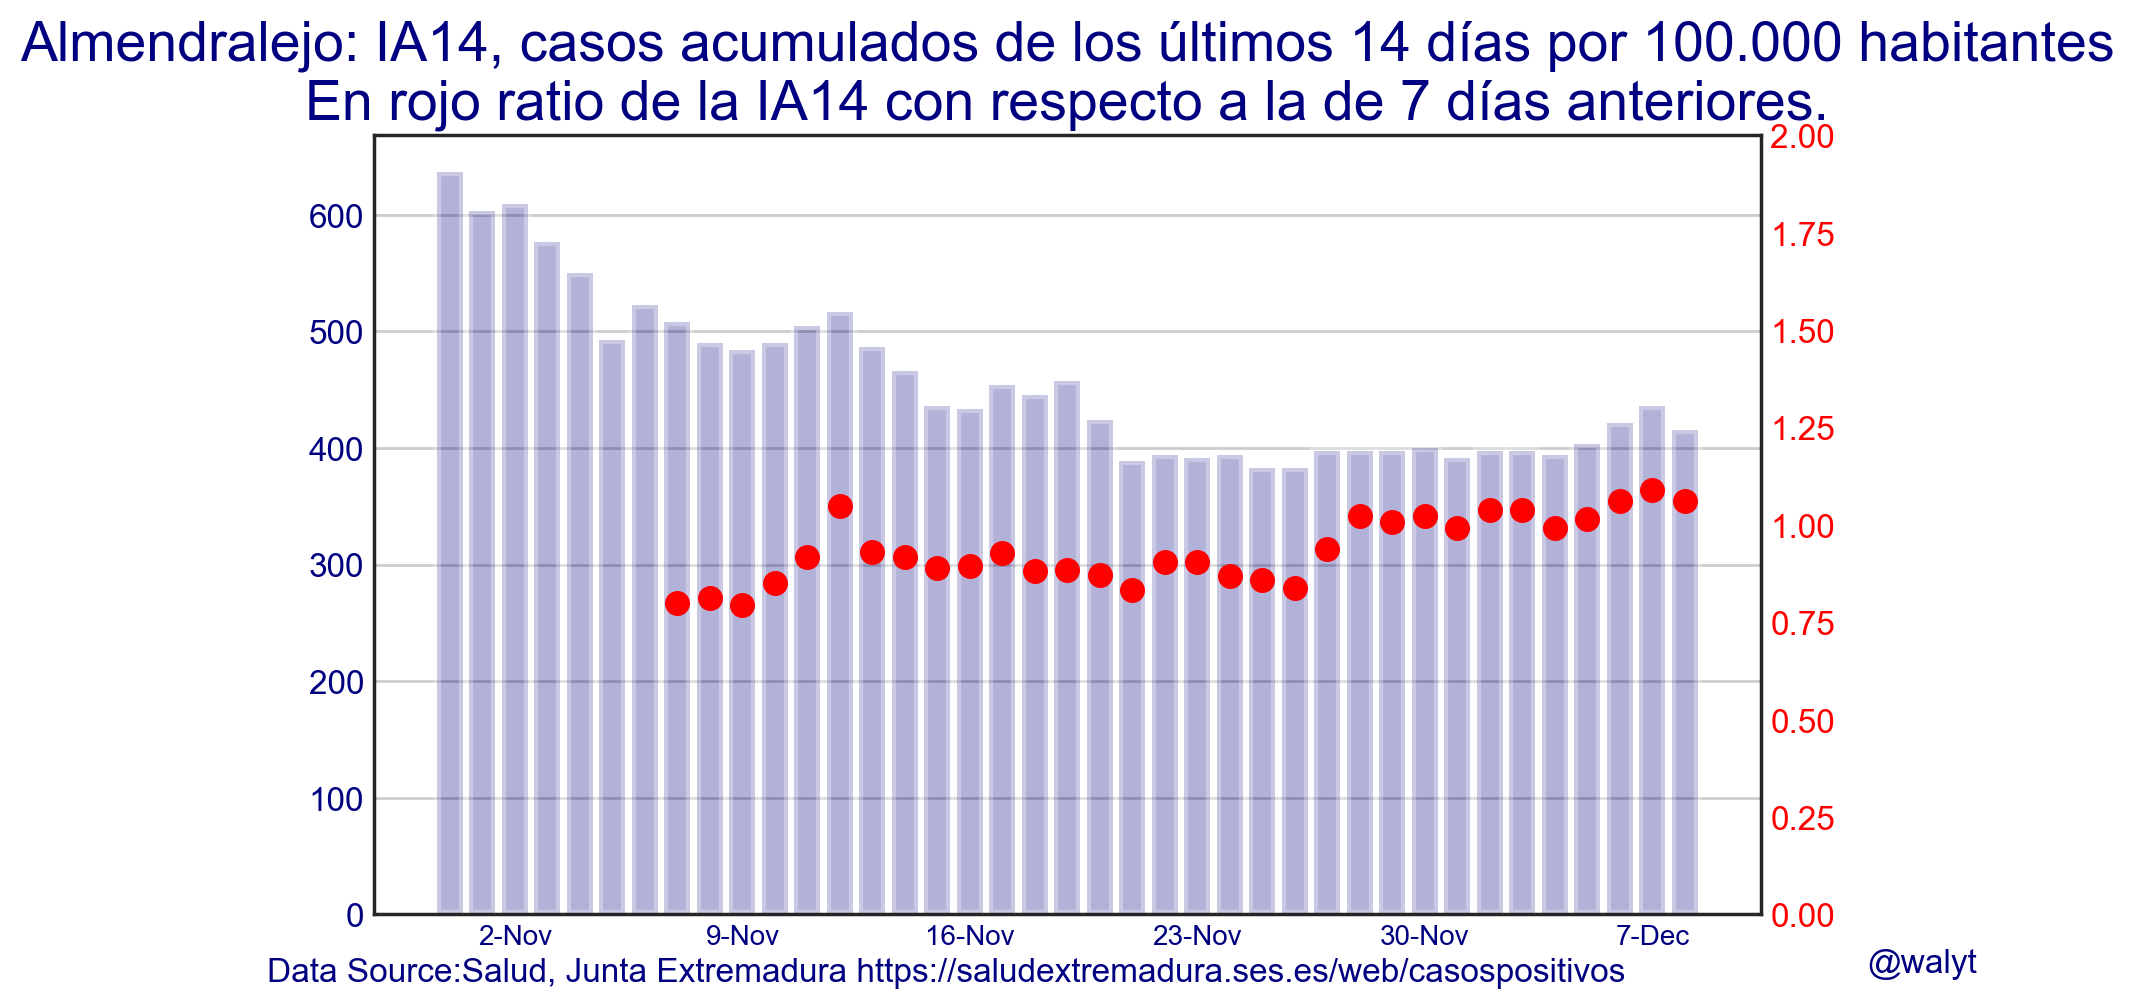 Almendralejo: IA14, casos acumulados de los últimos 14 días por 100.000 habitantes
En rojo ratio de la IA14 con respecto a la de 7 días anteriores.
600
500
400
300
200
100
0
2.00
1.75
1.50
1.25
1.00
0.75
0.50
0.25
0.00
2-Nov
9-Nov
16-Nov
23-Nov
30-Nov
7-Dec
Data Source:Salud, Junta Extremadura https://saludextremadura.ses.es/web/casospositivos
@walyt